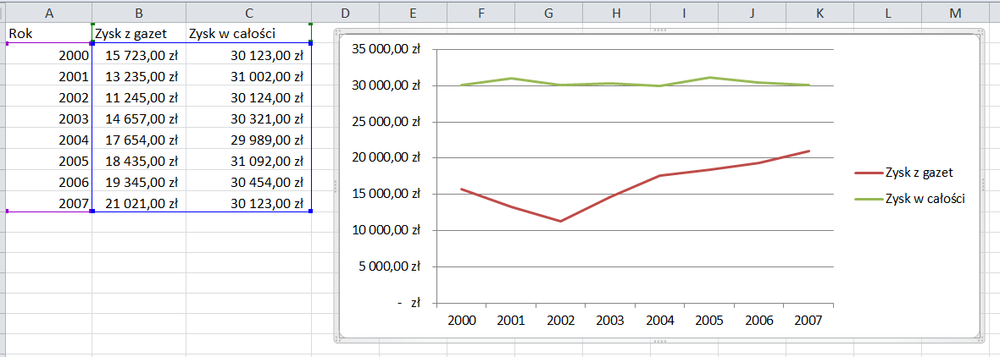 A B C D E F G H I J K L M
Rok Zysk z gazet Zysk w całości
2000 15 723,00 zł 30 123,00 zł
2001 13 235,00 zł 31 002,00 zł
2002 11 245,00 zł 30 124,00 zł
2003 14 657,00 zł 30 321,00 zł
2004 17 654,00 zł 29 989,00 zł
2005 18 435,00 zł 31 092,00 zł
2006 19 345,00 zł 30 454,00 zł
2007 21 021,00 zł 30 123,00 zł
35 000,00 zł
30 000,00 zł
25 000,00 zł
20 000,00 zł
15 000,00 zł
10 000,00 zł
5 000,00 zł
- zł
2000 2001 2002 2003 2004 2005 2006 2007
Zysk z gazet
Zysk w całości